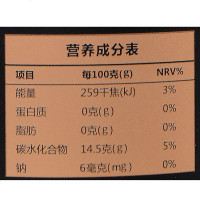 营养成分表
项目 每100克(g) NRV%
能量 259千焦(kJ) 3%
蛋白质 0克(g) 0%
脂肪 0克(g) 0%
碳水化合物 14.5克(g) 5%
钠 6毫克(mg) 0%